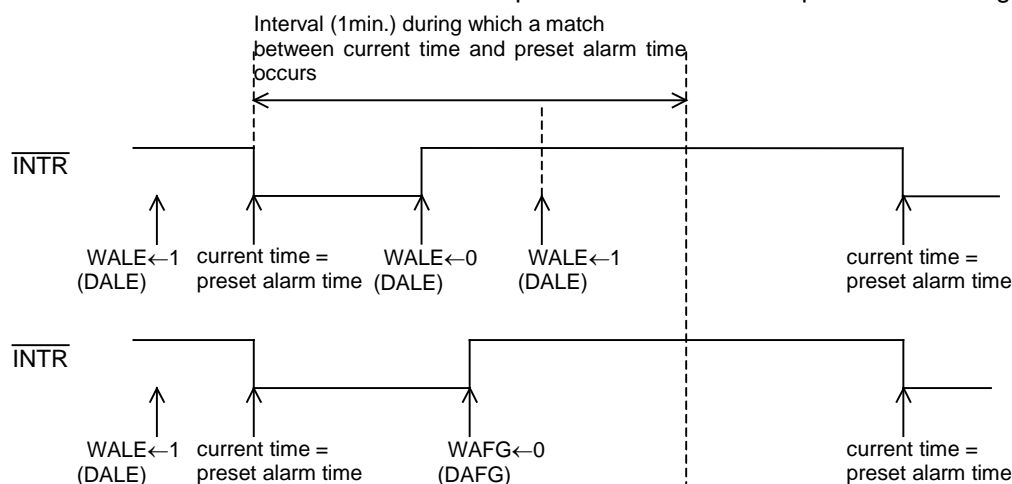 Interval (1min.) during which a match
between current time and preset alarm time
occurs
INTR
WALE←1 current time = WALE←0 WALE←1 current time =
(DALE) preset alarm time (DALE) (DALE) preset alarm time
INTR
WALE←1 current time = WAFG←0 current time =
(DALE) preset alarm time (DAFG) preset alarm time